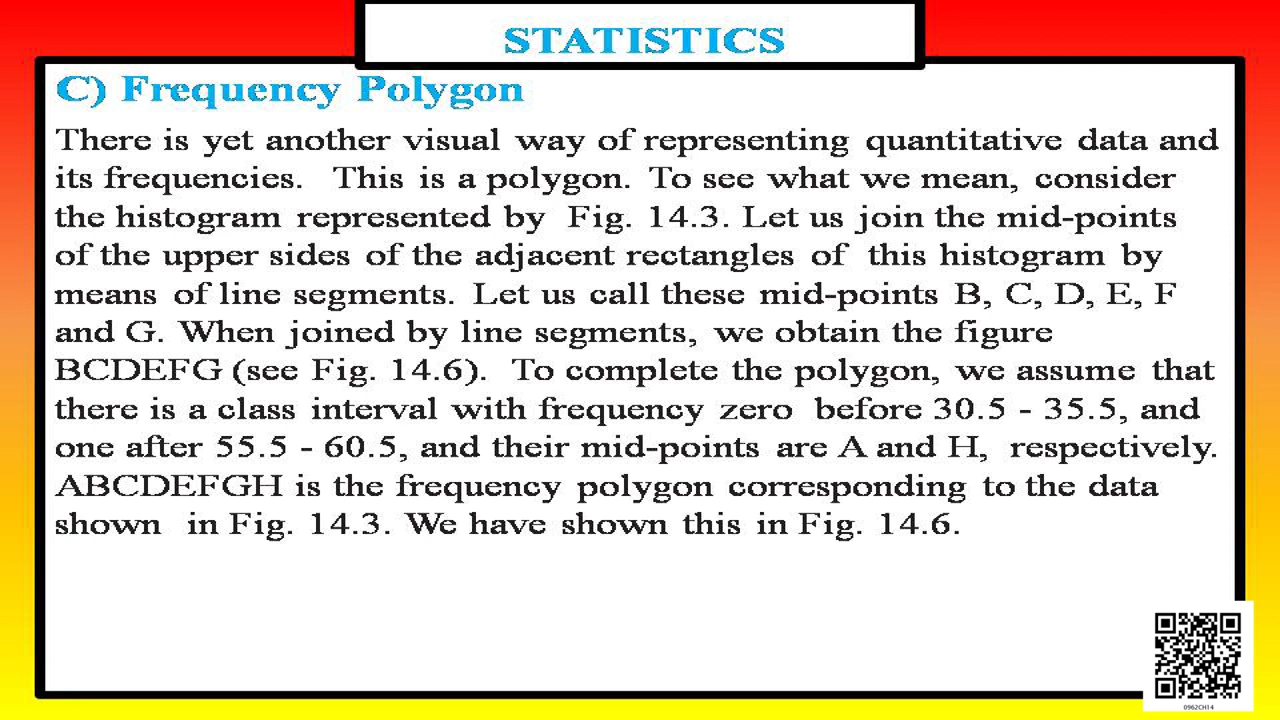 STATISTICS
C) Frequency Polygon
There is yet another visual way of representing quantitative data and
its frequencies. This is a polygon. To see what we mean, consider
the histogram represented by Fig. 14.3. Let us join the mid-points
of the upper sides of the adjacent rectangles of this histogram by
means of line segments. Let us call these mid-points B, C, D, E, F
and G. When joined by line segments, we obtain the figure
BCDEFG (see Fig. 14.6). To complete the polygon, we assume that
there is a class interval with frequency zero before 30.5 - 35.5, and
one after 55.5 - 60.5, and their mid-points are A and H, respectively.
ABCDEFGH is the frequency polygon corresponding to the data
shown in Fig. 14.3. We have shown this in Fig. 14.6.
0962CH14